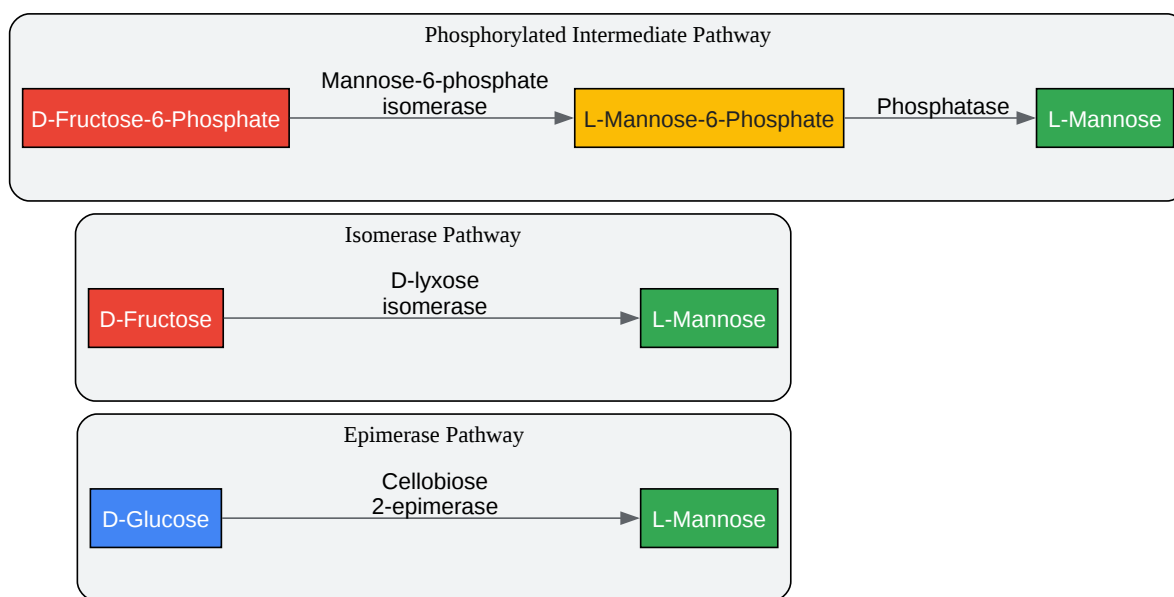 Phosphorylated Intermediate Pathway
Mannose-6-phosphate
isomerase
D-Fructose-6-Phosphate
L-Mannose-6-Phosphate
Phosphatase
L-Mannose
Isomerase Pathway
D-lyxose
isomerase
D-Fructose
L-Mannose
Epimerase Pathway
Cellobiose
2-epimerase
D-Glucose
L-Mannose